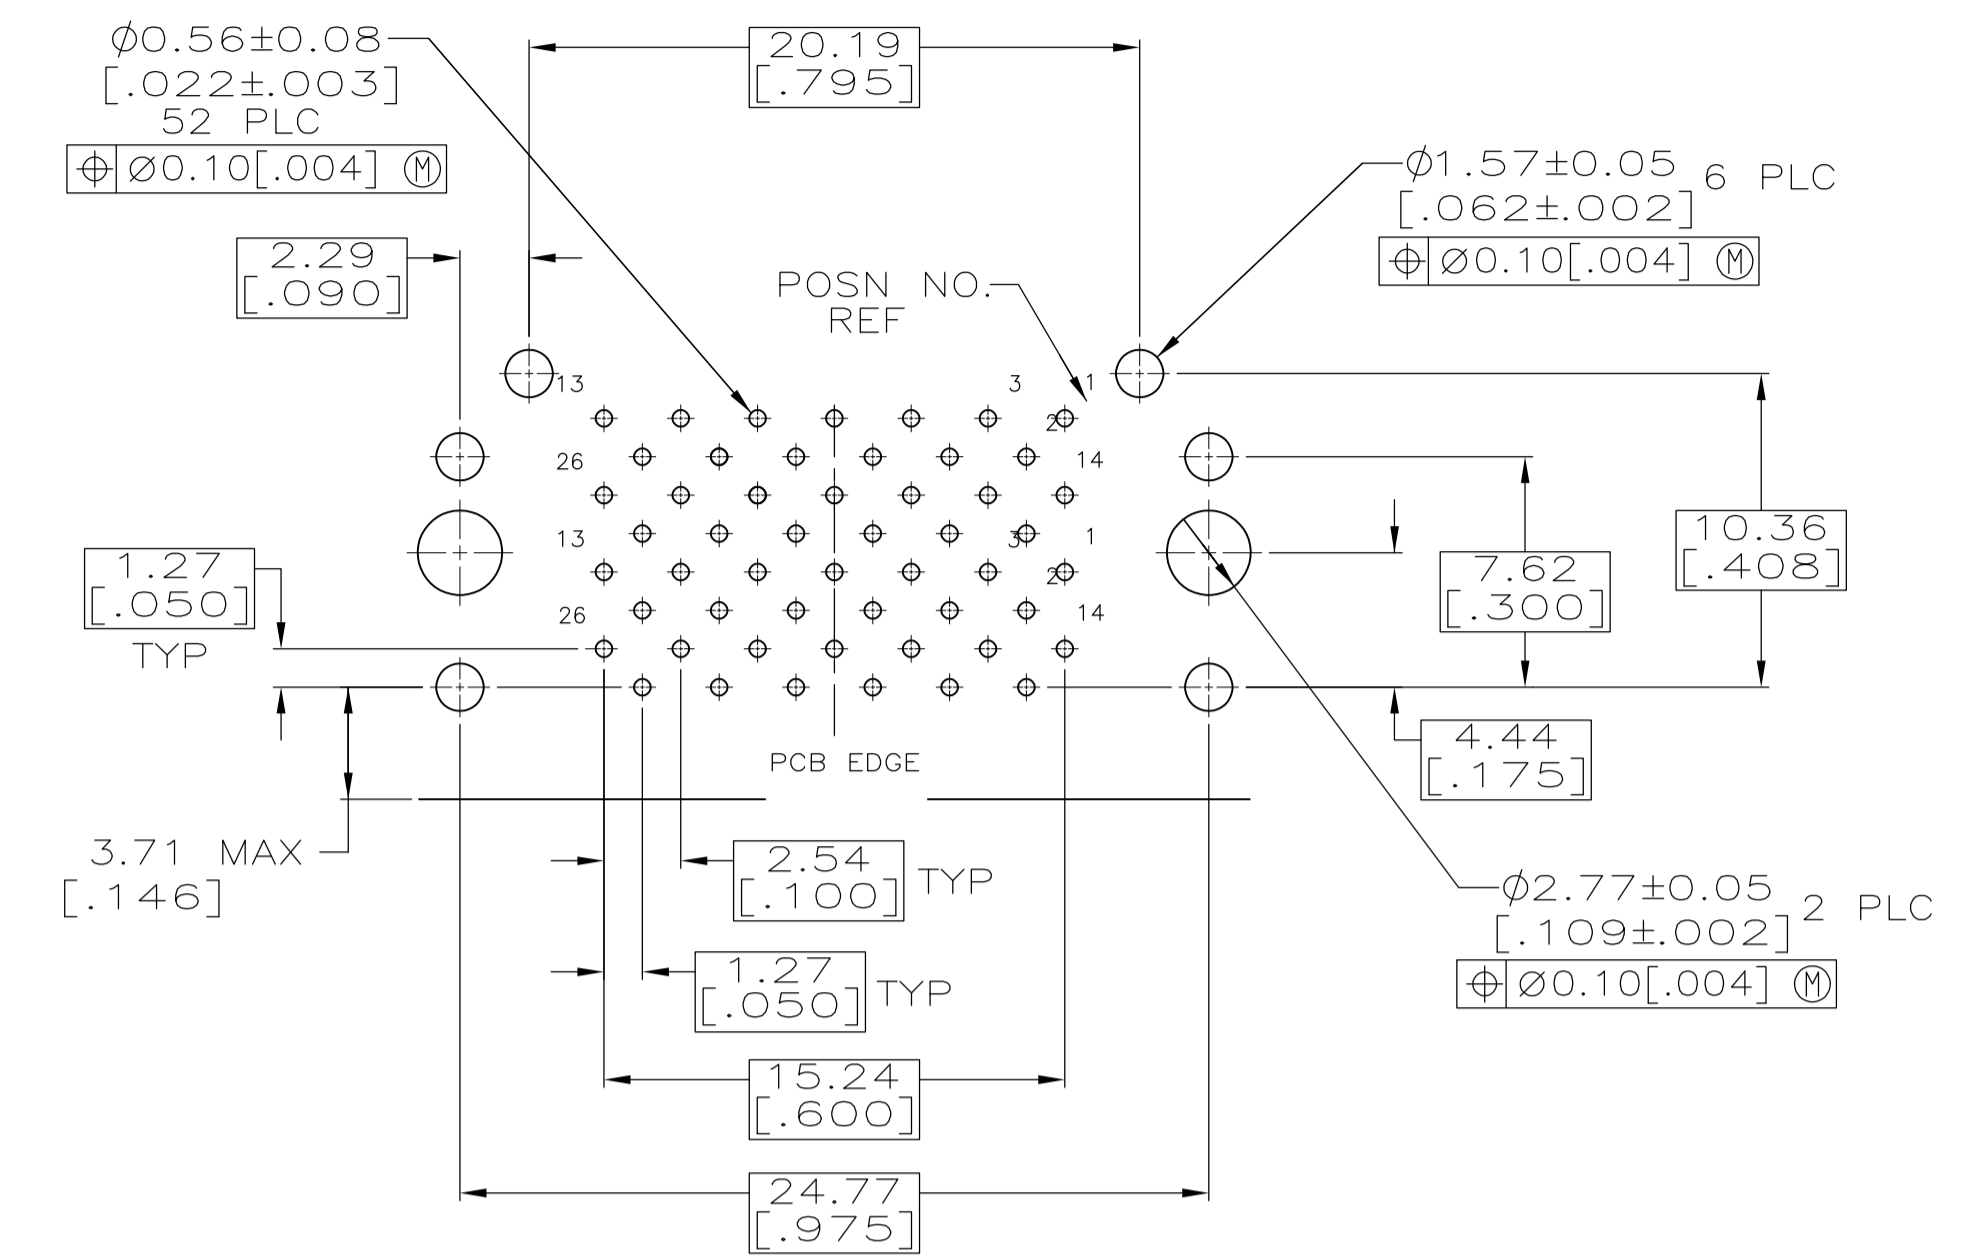 Ø0.56±0.08
[.022±.003]
52 PLC
⌖ Ø0.10[.004] Ⓜ
20.19
[.795]
Ø1.57±0.05 6 PLC
[.062±.002]
⌖ Ø0.10[.004] Ⓜ
2.29
[.090]
POSN NO.
REF
13 3 1
2
26 14
13 3 1
2
26 14
1.27
[.050]
TYP
10.36
[.408]
7.62
[.300]
4.44
[.175]
PCB EDGE
3.71 MAX
[.146]
2.54
[.100] TYP
Ø2.77±0.05 2 PLC
[.109±.002]
⌖ Ø0.10[.004] Ⓜ
1.27
[.050] TYP
15.24
[.600]
24.77
[.975]